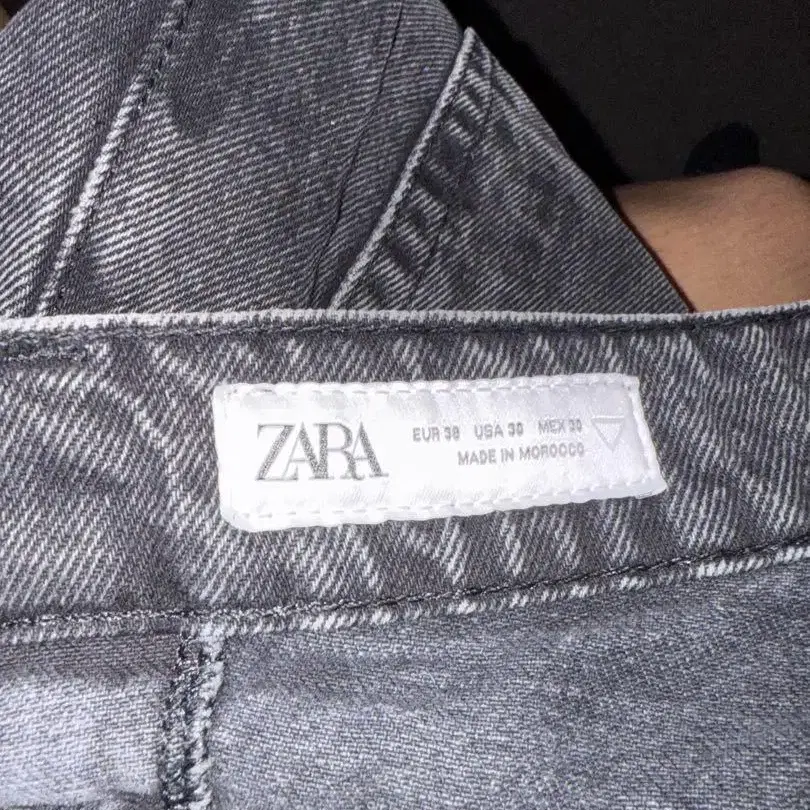 ZARA
EUR 38 USA 30 MEX 30
MADE IN MOROCCO